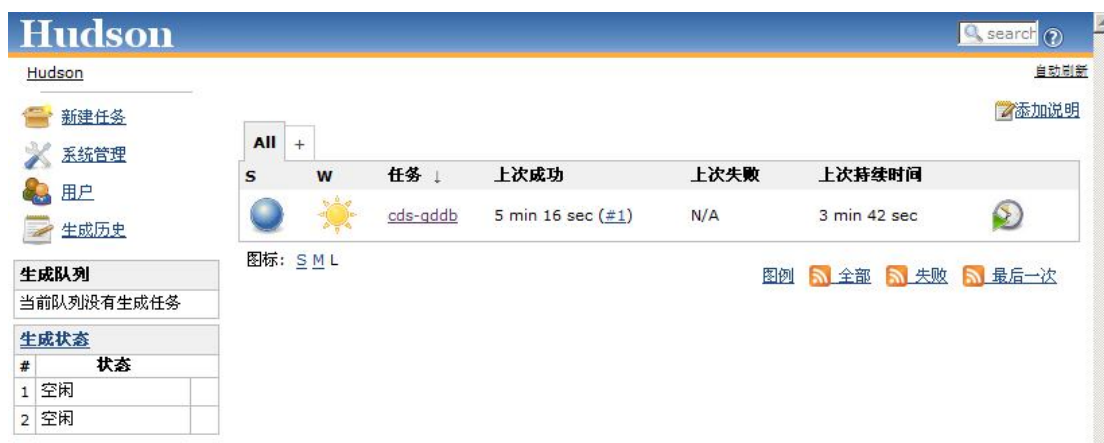 Hudson
search
Hudson
自动刷新
新建任务
系统管理
用户
生成历史
添加说明
All +
S W 任务 ↓ 上次成功 上次失败 上次持续时间
cds-qddb 5 min 16 sec (#1) N/A 3 min 42 sec
图标: S M L
图例 全部 失败 最后一次
生成队列
当前队列没有生成任务
生成状态
# 状态
1 空闲
2 空闲